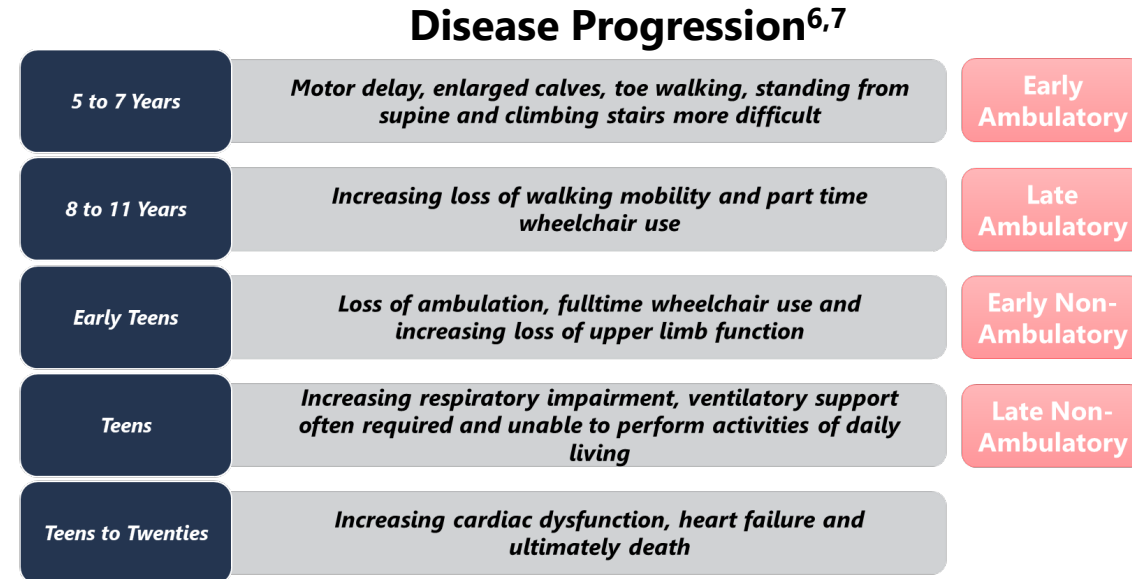 Disease Progression6,7
5 to 7 Years
Motor delay, enlarged calves, toe walking, standing from
supine and climbing stairs more difficult
Early
Ambulatory
8 to 11 Years
Increasing loss of walking mobility and part time
wheelchair use
Late
Ambulatory
Early Teens
Loss of ambulation, fulltime wheelchair use and
increasing loss of upper limb function
Early Non-
Ambulatory
Teens
Increasing respiratory impairment, ventilatory support
often required and unable to perform activities of daily
living
Late Non-
Ambulatory
Teens to Twenties
Increasing cardiac dysfunction, heart failure and
ultimately death